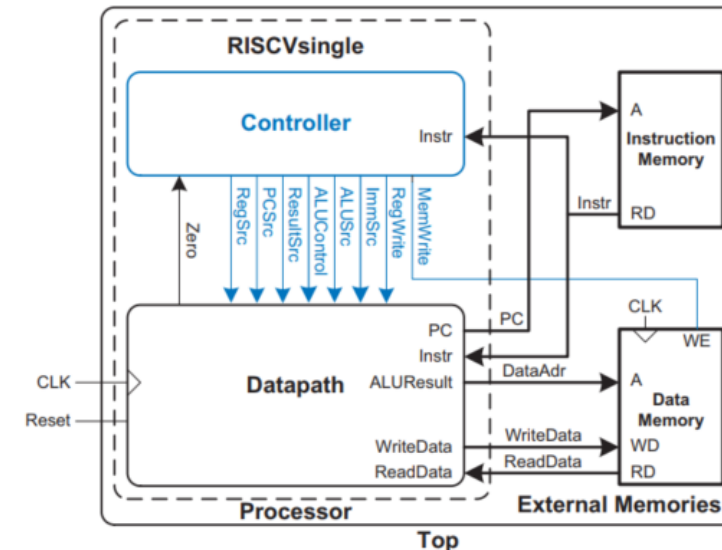 RISCVsingle
Controller
Instr
A
Instruction
Memory
Instr
RD
Zero
RegSrc
PCSrc
ResultSrc
ALUControl
ALUSrc
ImmSrc
RegWrite
MemWrite
CLK
WE
PC
PC
Instr
CLK
Datapath
ALUResult
DataAdr
A
Data
Memory
Reset
WriteData
WriteData
WD
ReadData
ReadData
RD
Processor
External Memories
Top